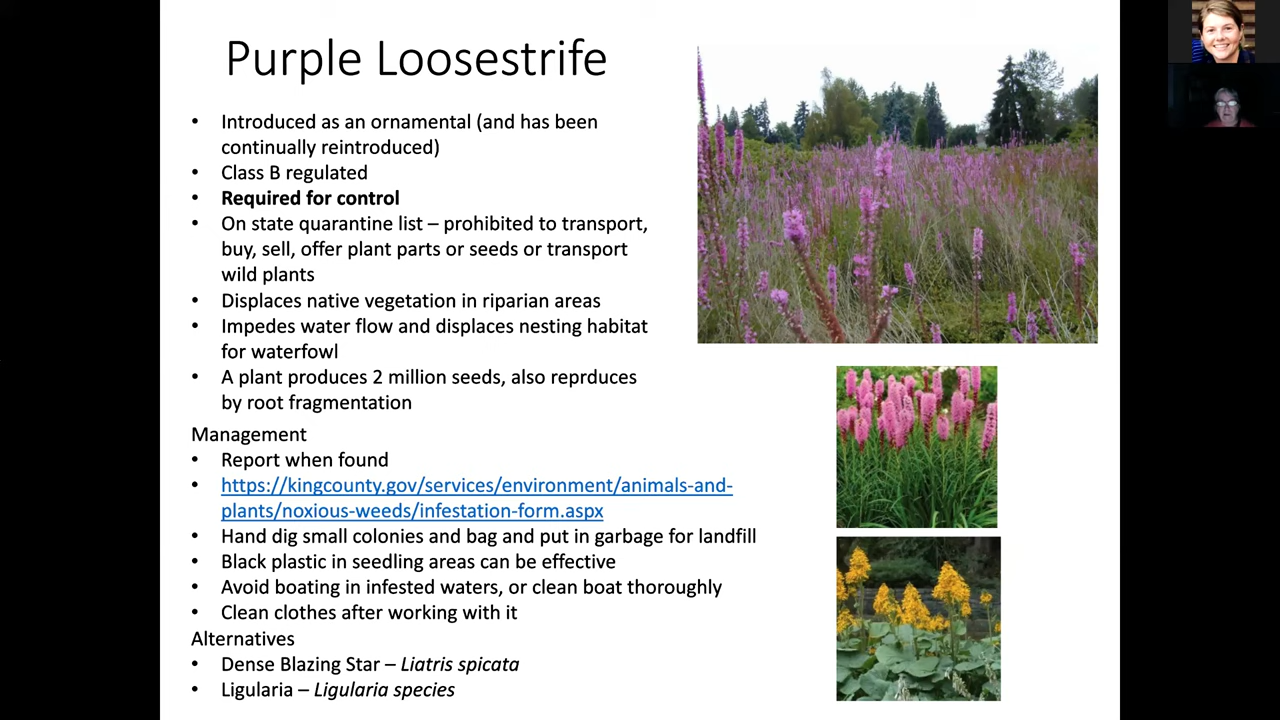 Purple Loosestrife
• Introduced as an ornamental (and has been
continually reintroduced)
• Class B regulated
• Required for control
• On state quarantine list – prohibited to transport,
buy, sell, offer plant parts or seeds or transport
wild plants
• Displaces native vegetation in riparian areas
• Impedes water flow and displaces nesting habitat
for waterfowl
• A plant produces 2 million seeds, also reprduces
by root fragmentation
Management
• Report when found
• https://kingcounty.gov/services/environment/animals-and-
plants/noxious-weeds/infestation-form.aspx
• Hand dig small colonies and bag and put in garbage for landfill
• Black plastic in seedling areas can be effective
• Avoid boating in infested waters, or clean boat thoroughly
• Clean clothes after working with it
Alternatives
• Dense Blazing Star – Liatris spicata
• Ligularia – Ligularia species